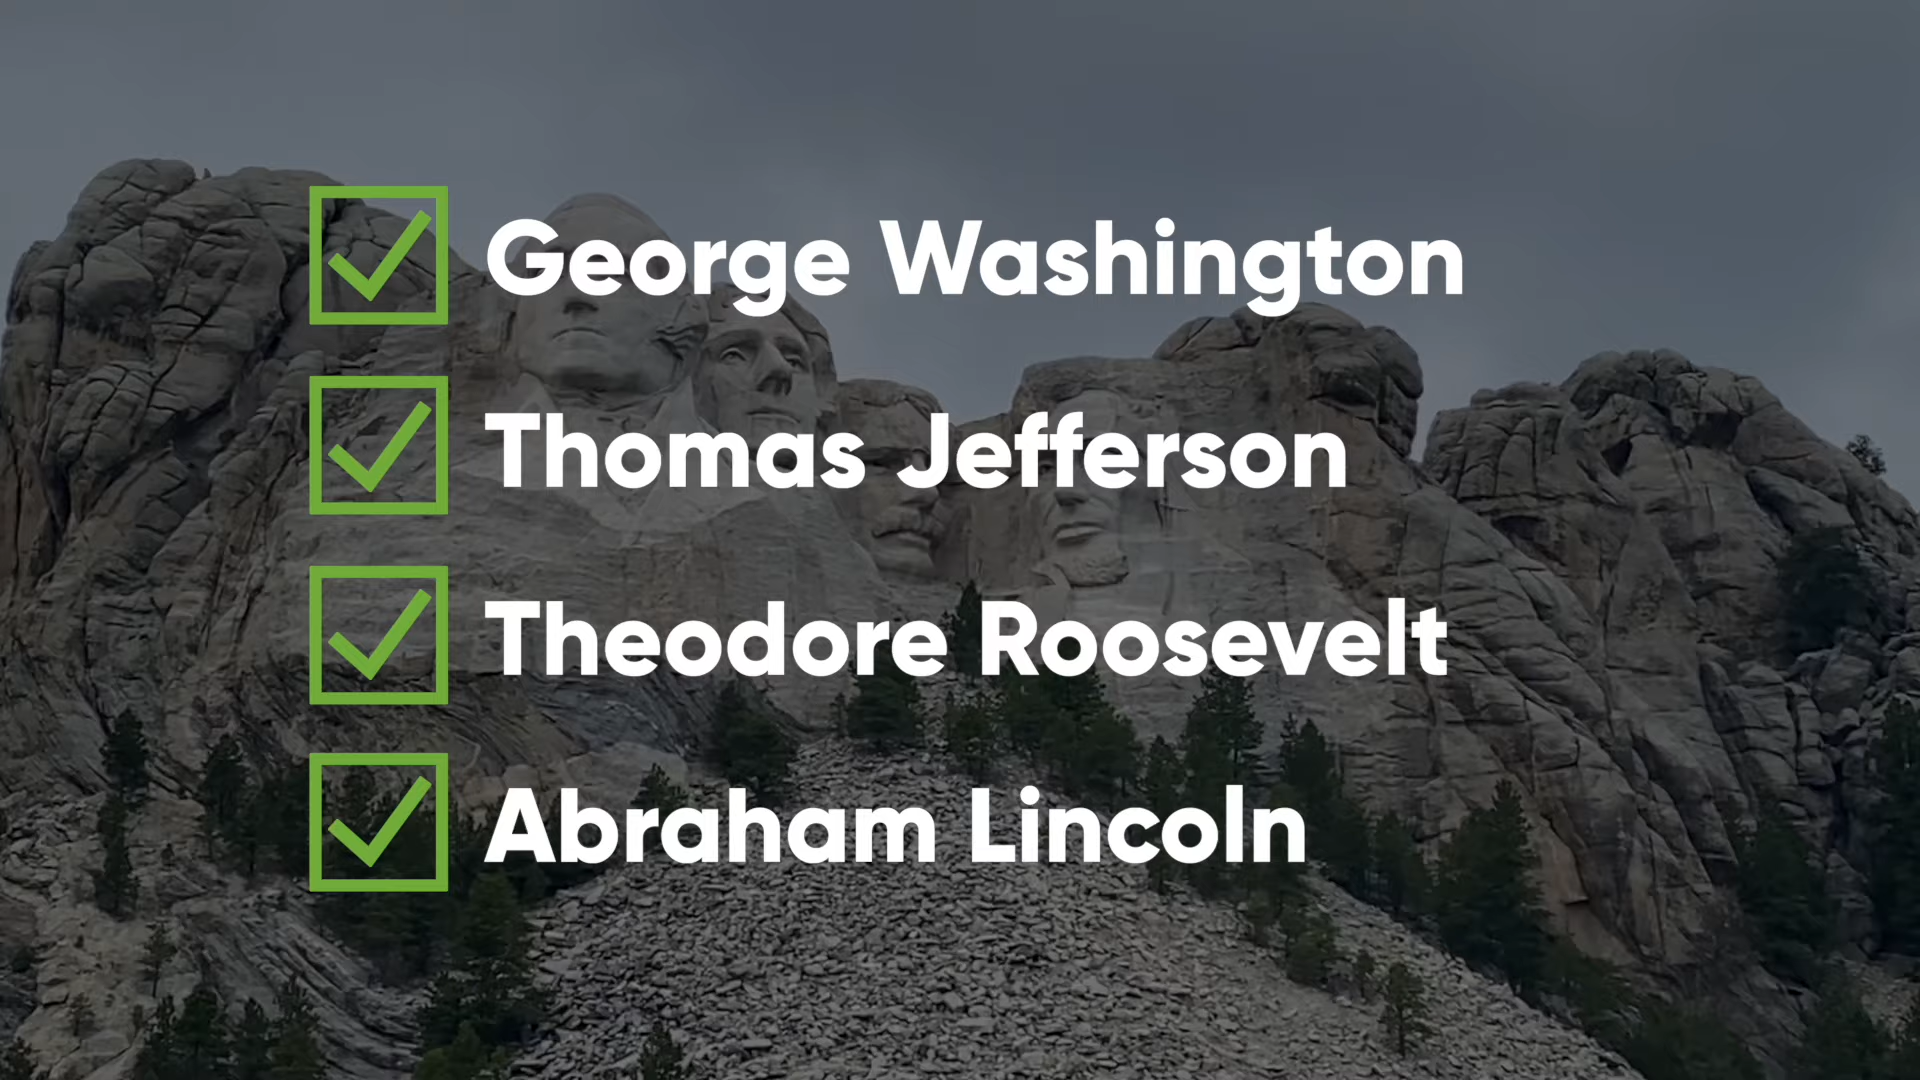 George Washington
Thomas Jefferson
Theodore Roosevelt
Abraham Lincoln